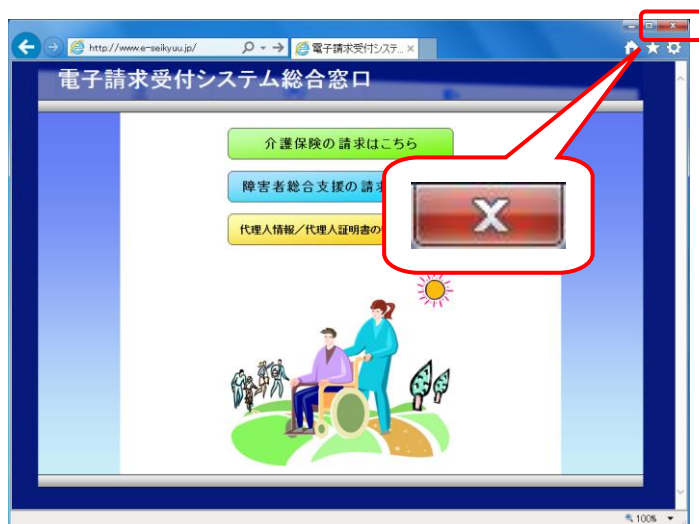 http://www.e-seikyuu.jp/
電子請求受付システ... ×
電子請求受付システム総合窓口
介護保険の請求はこちら
障害者総合支援の請
代理人情報／代理人証明書の
X
100%